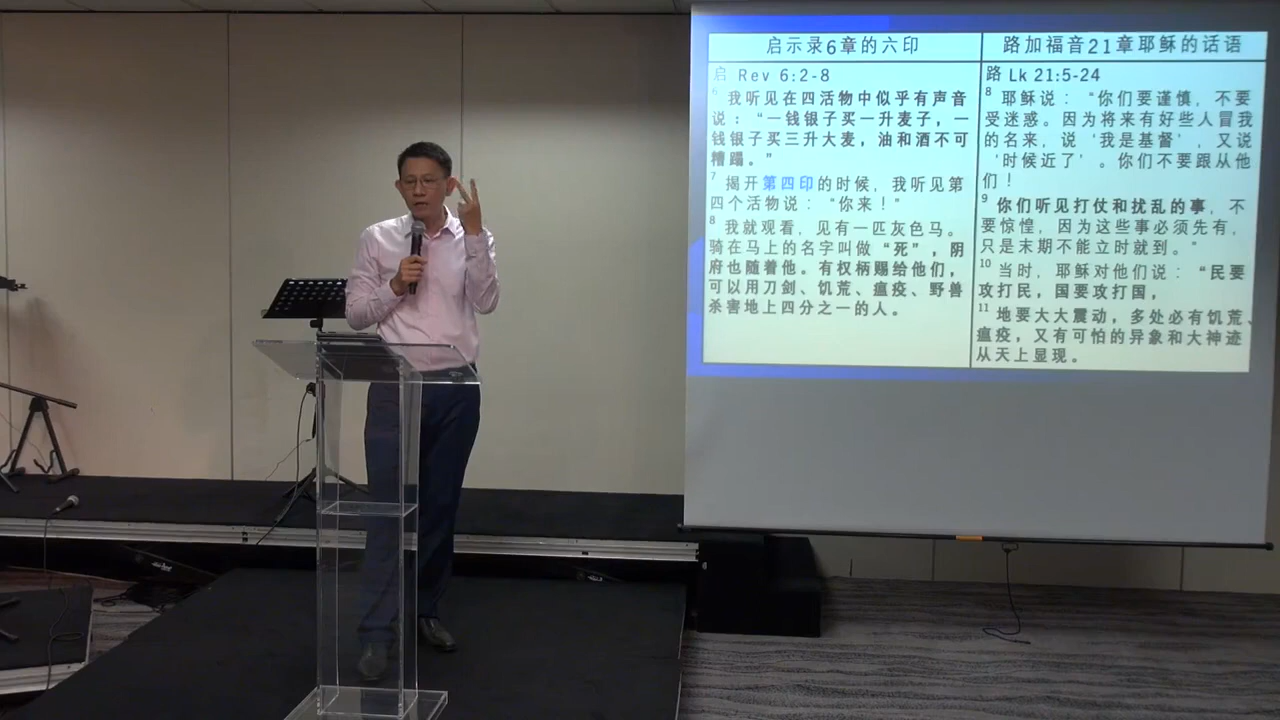 启示录6章的六印
启 Rev 6:2-8
6 我听见在四活物中似乎有声音
说：“一钱银子买一升麦子，一
钱银子买三升大麦，油和酒不可
糟蹋。”
7 揭开第四印的时候，我听见第
四个活物说：“你来！”
8 我就观看，见有一匹灰色马。
骑在马上的名字叫做“死”，阴
府也随着他。有权柄赐给他们，
可以用刀剑、饥荒、瘟疫、野兽
杀害地上四分之一的人。
路加福音21章耶稣的话语
路 Lk 21:5-24
8 耶稣说：“你们要谨慎，不要
受迷惑。因为将来有好些人冒我
的名来，说‘我是基督’，又说
‘时候近了’。你们不要跟从他
们！
9 你们听见打仗和扰乱的事，不
要惊惶，因为这些事必须先有，
只是末期不能立时就到。”
10 当时，耶稣对他们说：“民要
攻打民，国要攻打国，
11 地要大大震动，多处必有饥荒、
瘟疫，又有可怕的异象和大神迹
从天上显现。